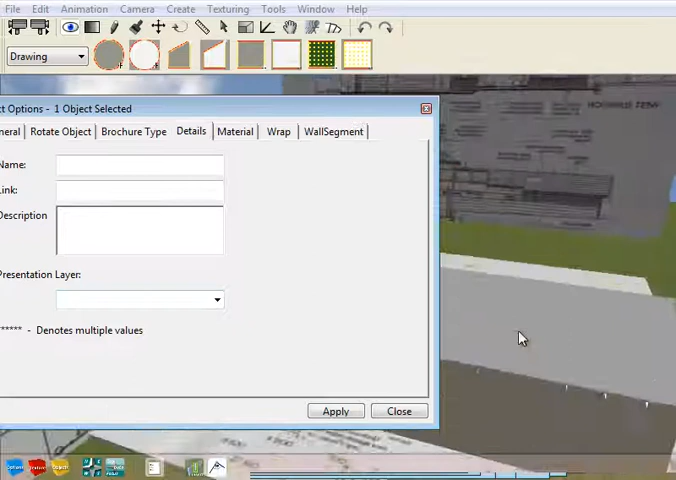 File Edit Animation Camera Create Texturing Tools Window Help
Drawing
ct Options - 1 Object Selected
neral Rotate Object Brochure Type Details Material Wrap WallSegment
Name:
Link:
Description
Presentation Layer:
****** - Denotes multiple values
Apply Close